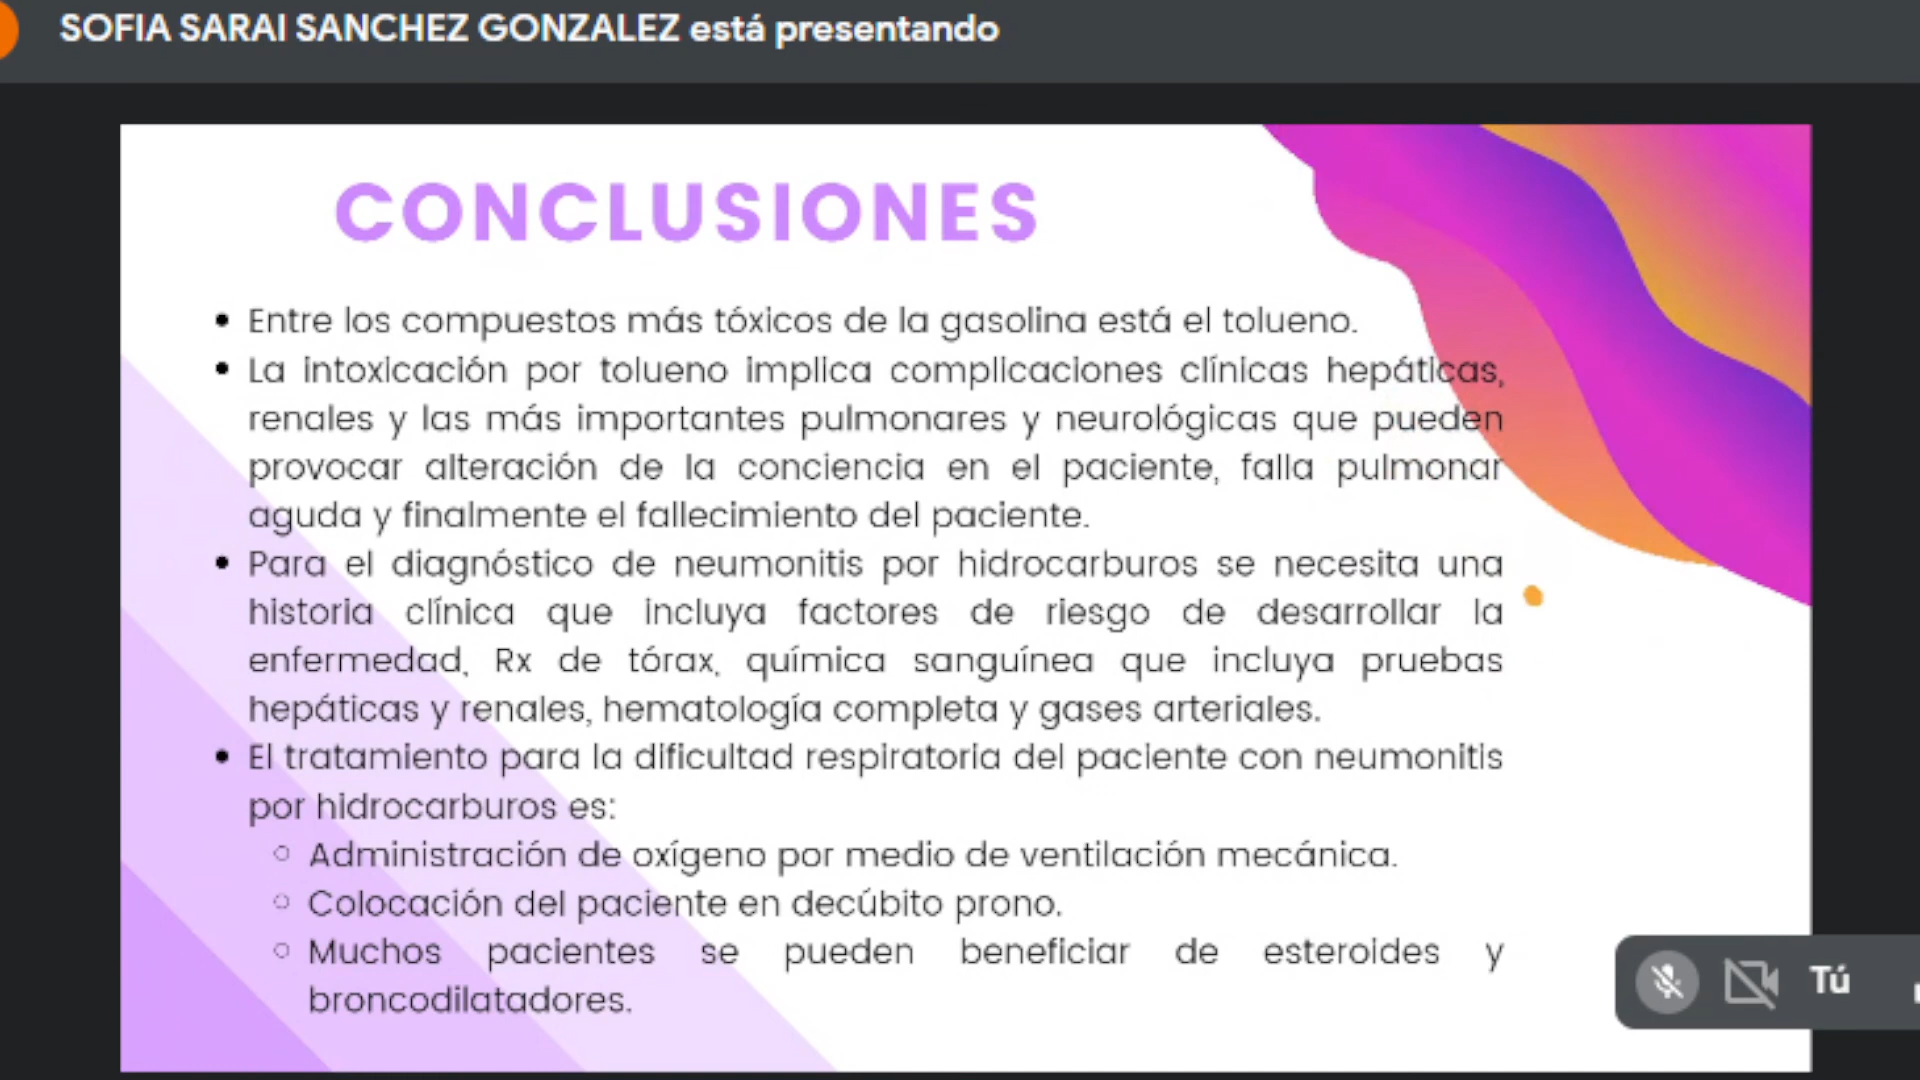 SOFIA SARAI SANCHEZ GONZALEZ está presentando
CONCLUSIONES
• Entre los compuestos más tóxicos de la gasolina está el tolueno.
• La intoxicación por tolueno implica complicaciones clínicas hepáticas,
renales y las más importantes pulmonares y neurológicas que pueden
provocar alteración de la conciencia en el paciente, falla pulmonar
aguda y finalmente el fallecimiento del paciente.
• Para el diagnóstico de neumonitis por hidrocarburos se necesita una
historia clínica que incluya factores de riesgo de desarrollar la
enfermedad, Rx de tórax, química sanguínea que incluya pruebas
hepáticas y renales, hematología completa y gases arteriales.
• El tratamiento para la dificultad respiratoria del paciente con neumonitis
por hidrocarburos es:
○ Administración de oxígeno por medio de ventilación mecánica.
○ Colocación del paciente en decúbito prono.
○ Muchos pacientes se pueden beneficiar de esteroides y
broncodilatadores.
Tú